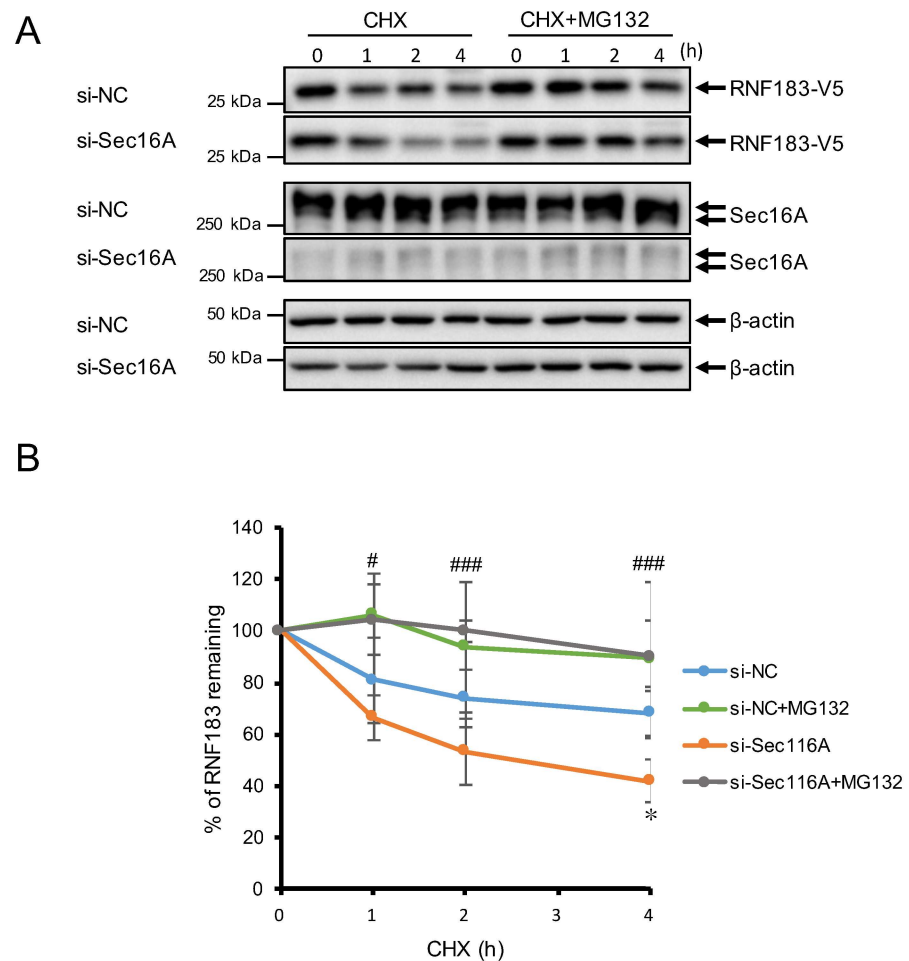 A
CHX CHX+MG132
0 1 2 4 0 1 2 4 (h)
si-NC 25 kDa RNF183-V5
si-Sec16A 25 kDa RNF183-V5
si-NC 250 kDa Sec16A
si-Sec16A 250 kDa Sec16A
si-NC 50 kDa β-actin
si-Sec16A 50 kDa β-actin
B
% of RNF183 remaining
140
120
100
80
60
40
20
0
# ### ###
*
0 1 2 3 4
CHX (h)
si-NC
si-NC+MG132
si-Sec116A
si-Sec116A+MG132